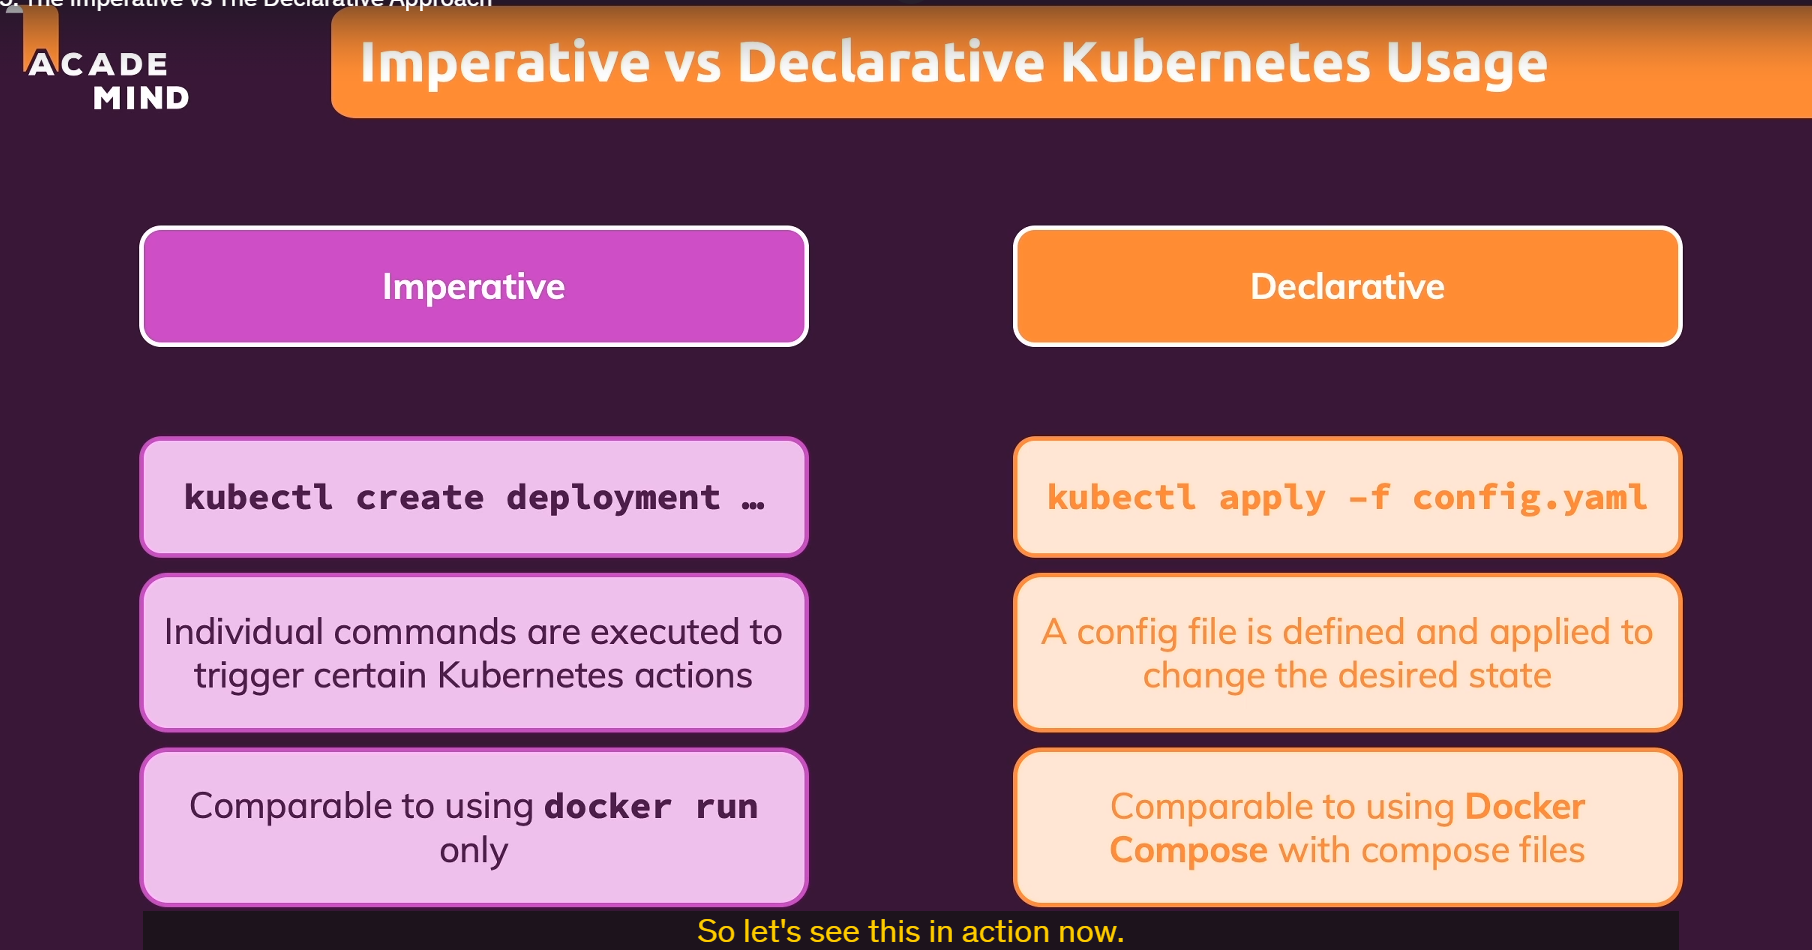 5. The Imperative vs The Declarative Approach
ACADE
MIND
Imperative vs Declarative Kubernetes Usage
Imperative
kubectl create deployment …
Individual commands are executed to
trigger certain Kubernetes actions
Comparable to using docker run
only
Declarative
kubectl apply -f config.yaml
A config file is defined and applied to
change the desired state
Comparable to using Docker
Compose with compose files
So let's see this in action now.